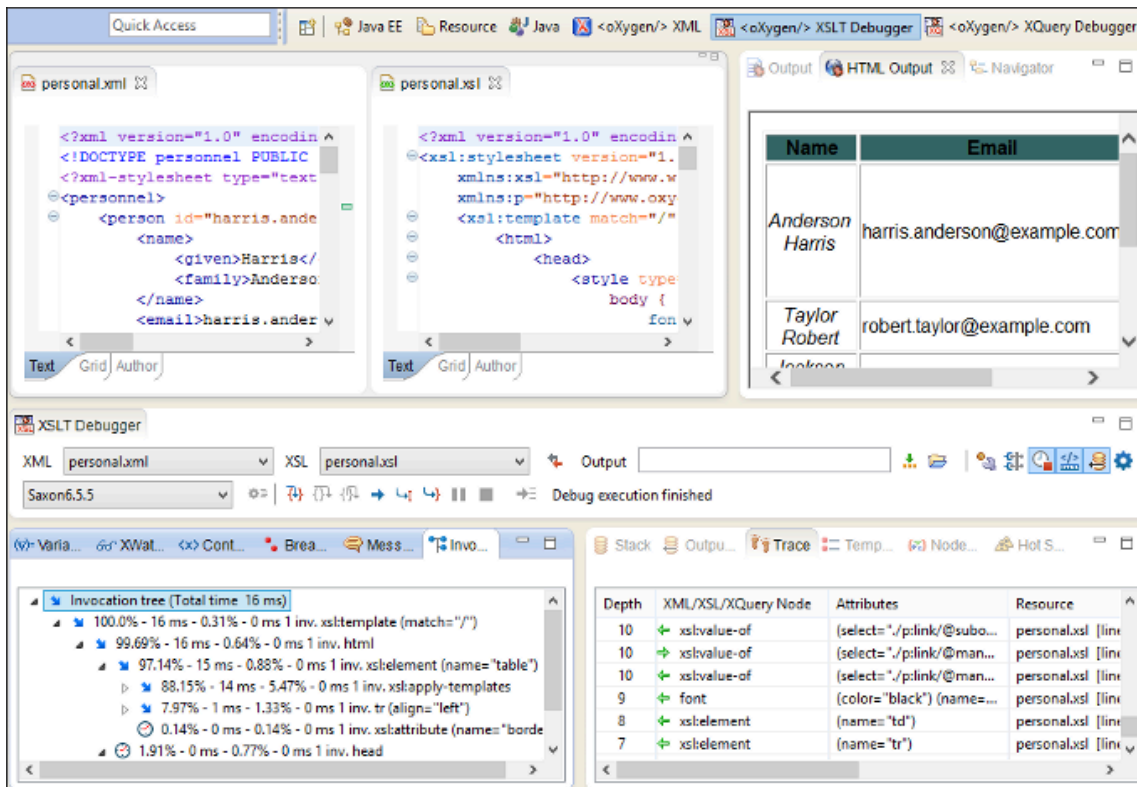 Quick Access
Java EE Resource Java <oXygen/> XML <oXygen/> XSLT Debugger <oXygen/> XQuery Debugger
personal.xml
<?xml version="1.0" encodin
<!DOCTYPE personnel PUBLIC
<?xml-stylesheet type="text
<personnel>
<person id="harris.ande
<name>
<given>Harris</
<family>Anderso
</name>
<email>harris.ander
Text Grid Author
personal.xsl
<?xml version="1.0" encodin
<xsl:stylesheet version="1.
xmlns:xsl="http://www.w
xmlns:p="http://www.oxy
<xsl:template match="/"
<html>
<head>
<style type
body {
fon
Text Grid Author
Output HTML Output Navigator
Name Email
Anderson Harris harris.anderson@example.com
Taylor Robert robert.taylor@example.com
XSLT Debugger
XML personal.xml XSL personal.xsl Output
Saxon6.5.5 Debug execution finished
(v)= Varia... XWat... <x> Cont... Brea... Mess... Invo...
Invocation tree (Total time 16 ms)
100.0% - 16 ms - 0.31% - 0 ms 1 inv. xsl:template (match="/")
99.69% - 16 ms - 0.64% - 0 ms 1 inv. html
97.14% - 15 ms - 0.88% - 0 ms 1 inv. xsl:element (name="table")
88.15% - 14 ms - 5.47% - 0 ms 1 inv. xsl:apply-templates
7.97% - 1 ms - 1.33% - 0 ms 1 inv. tr (align="left")
0.14% - 0 ms - 0.14% - 0 ms 1 inv. xsl:attribute (name="borde
1.91% - 0 ms - 0.77% - 0 ms 1 inv. head
Stack Outpu... Trace Temp... Node... Hot S...
Depth XML/XSL/XQuery Node Attributes Resource
10 xsl:value-of (select="./p:link/@subo... personal.xsl [line
10 xsl:value-of (select="./p:link/@man... personal.xsl [line
10 xsl:value-of (select="./p:link/@man... personal.xsl [line
9 font (color="black") (name=... personal.xsl [line
8 xsl:element (name="td") personal.xsl [line
7 xsl:element (name="tr") personal.xsl [line